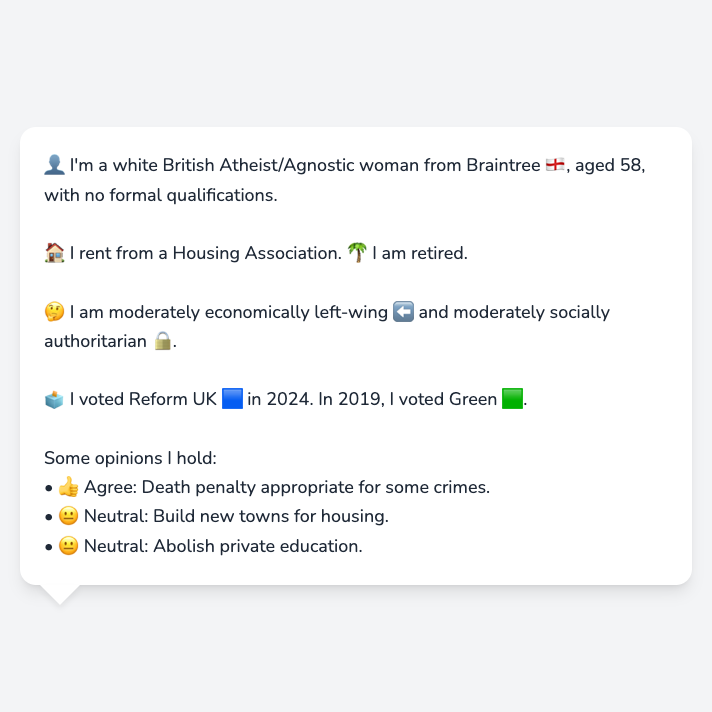 👤 I'm a white British Atheist/Agnostic woman from Braintree 🏴󠁧󠁢󠁥󠁮󠁧󠁿, aged 58,
with no formal qualifications.
🏠 I rent from a Housing Association. 🌴 I am retired.
🤔 I am moderately economically left-wing ⬅️ and moderately socially
authoritarian 🔒.
🗳️ I voted Reform UK 🟦 in 2024. In 2019, I voted Green 🟩.
Some opinions I hold:
• 👍 Agree: Death penalty appropriate for some crimes.
• 😐 Neutral: Build new towns for housing.
• 😐 Neutral: Abolish private education.